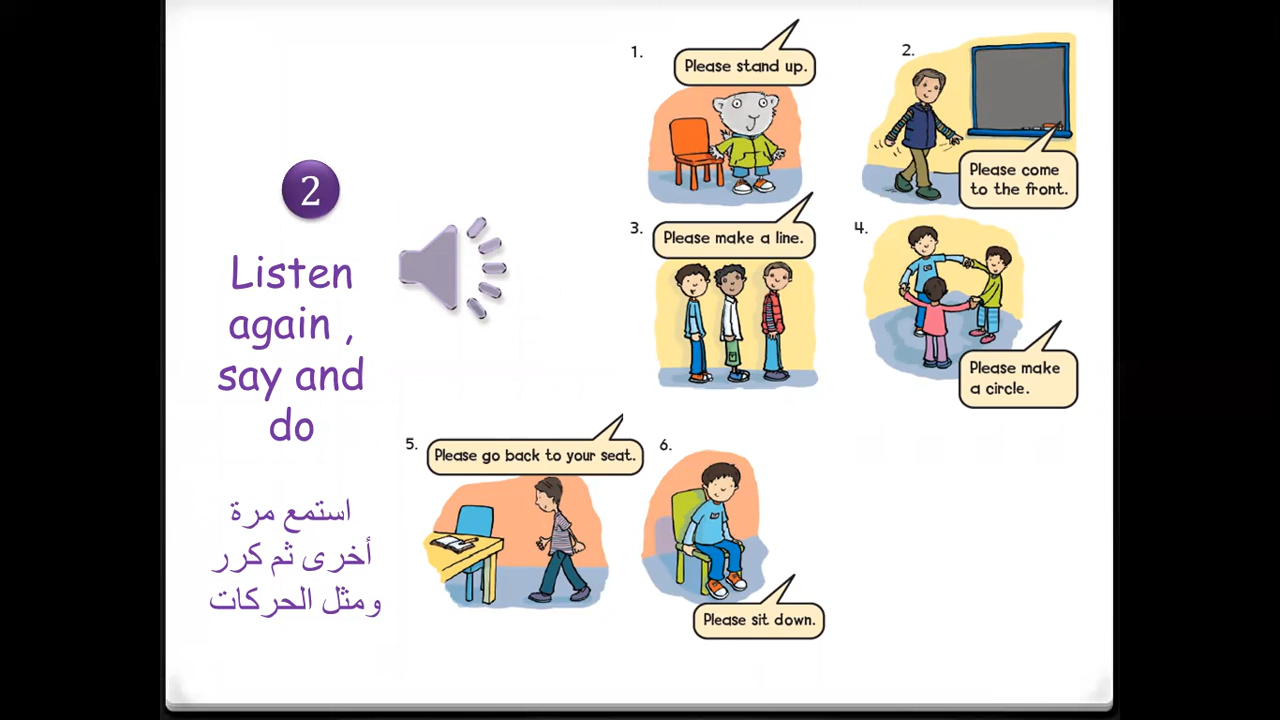 2
Listen
again ,
say and
do
استمع مرة
أخرى ثم كرر
ومثل الحركات
1.
Please stand up.
2.
Please come
to the front.
3.
Please make a line.
4.
Please make
a circle.
5.
Please go back to your seat.
6.
Please sit down.